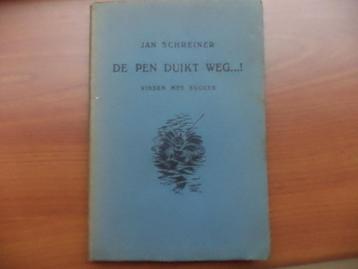 JAN SCHREINER
DE PEN DUIKT WEG...!
VISSEN MET SUCCES